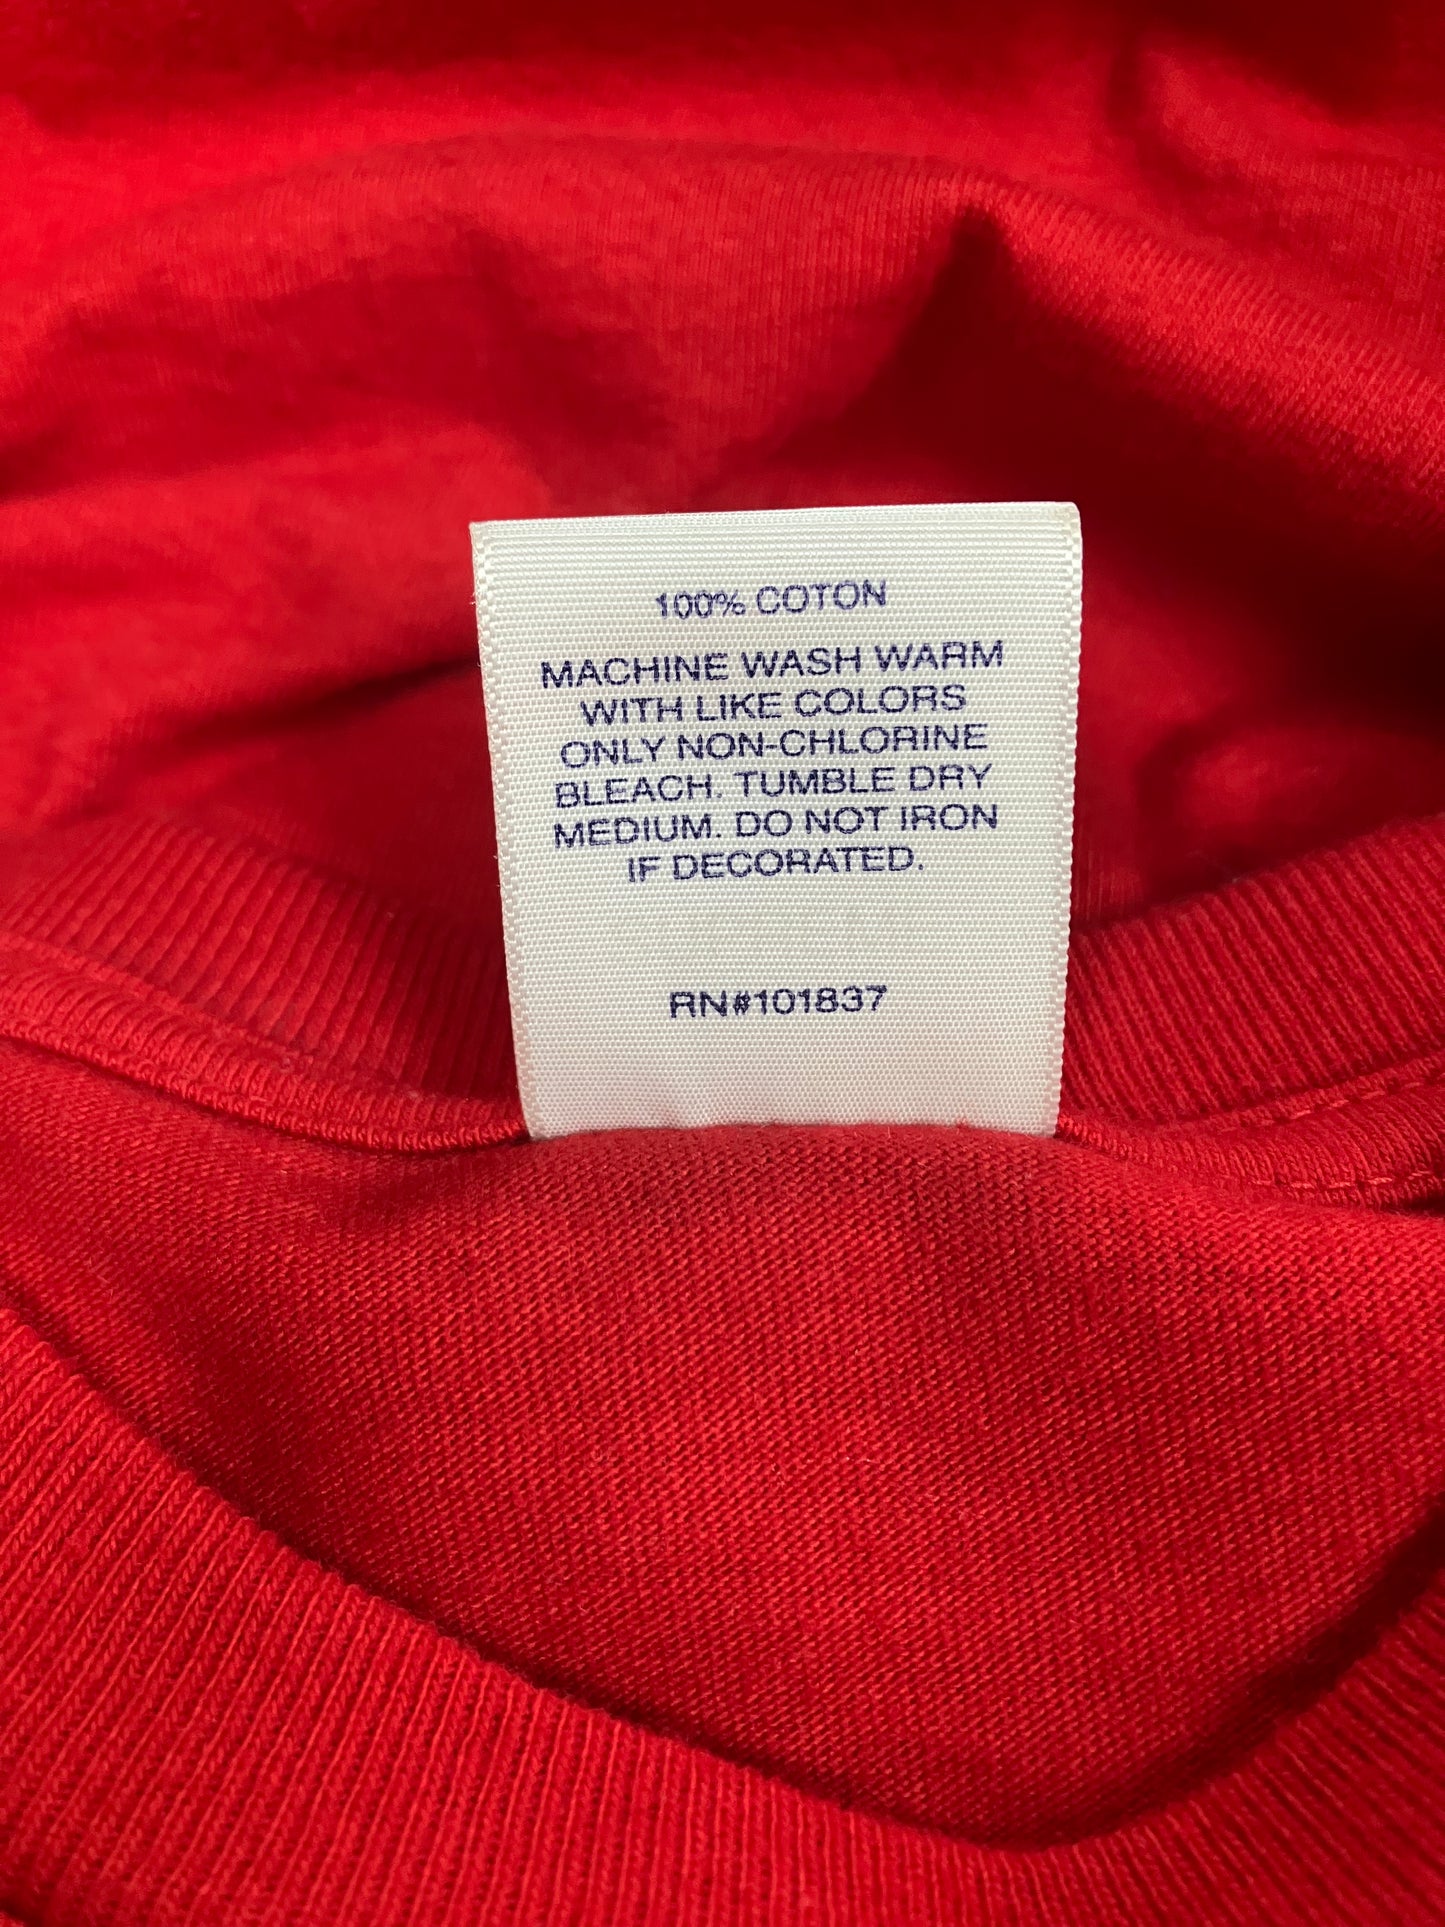 100% COTON
MACHINE WASH WARM
WITH LIKE COLORS
ONLY NON-CHLORINE
BLEACH. TUMBLE DRY
MEDIUM. DO NOT IRON
IF DECORATED.
RN#101837